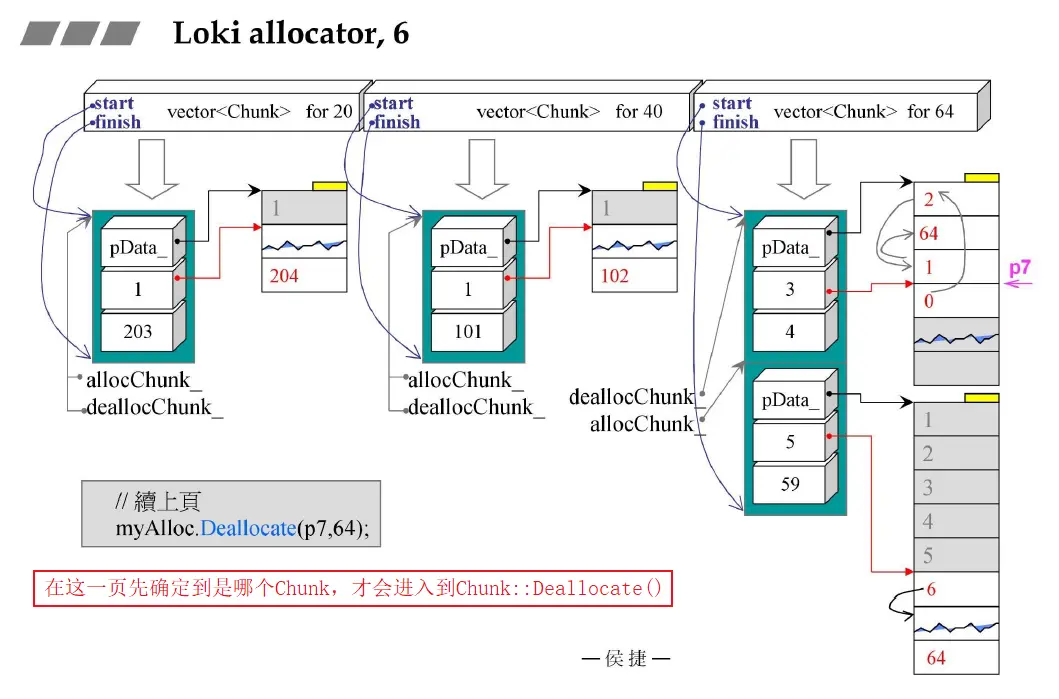 Loki allocator, 6
start
finish
vector<Chunk> for 20
start
finish
vector<Chunk> for 40
start
finish
vector<Chunk> for 64
pData_
1
203
allocChunk_
deallocChunk_
1
204
pData_
1
101
allocChunk_
deallocChunk_
1
102
pData_
3
4
deallocChunk_
allocChunk_
pData_
5
59
2
64
1
0
p7
1
2
3
4
5
6
64
// 續上頁
myAlloc.Deallocate(p7,64);
在这一页先确定到是哪个Chunk，才会进入到Chunk::Deallocate()
— 侯捷 —